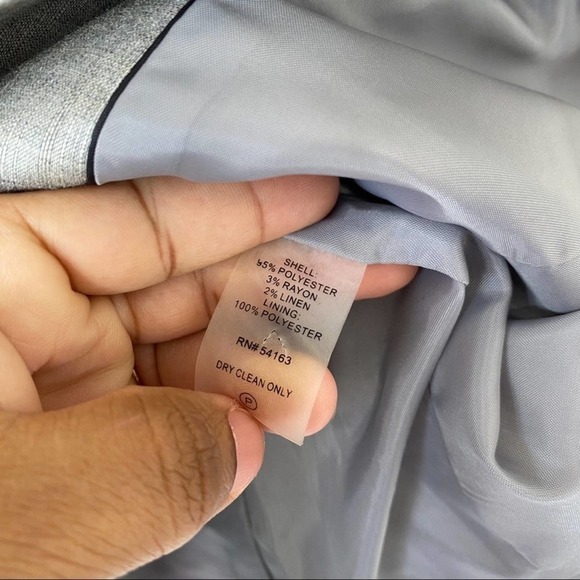 SHELL:
95% POLYESTER
3% RAYON
2% LINEN
LINING:
100% POLYESTER
RN# 54163
DRY CLEAN ONLY
P